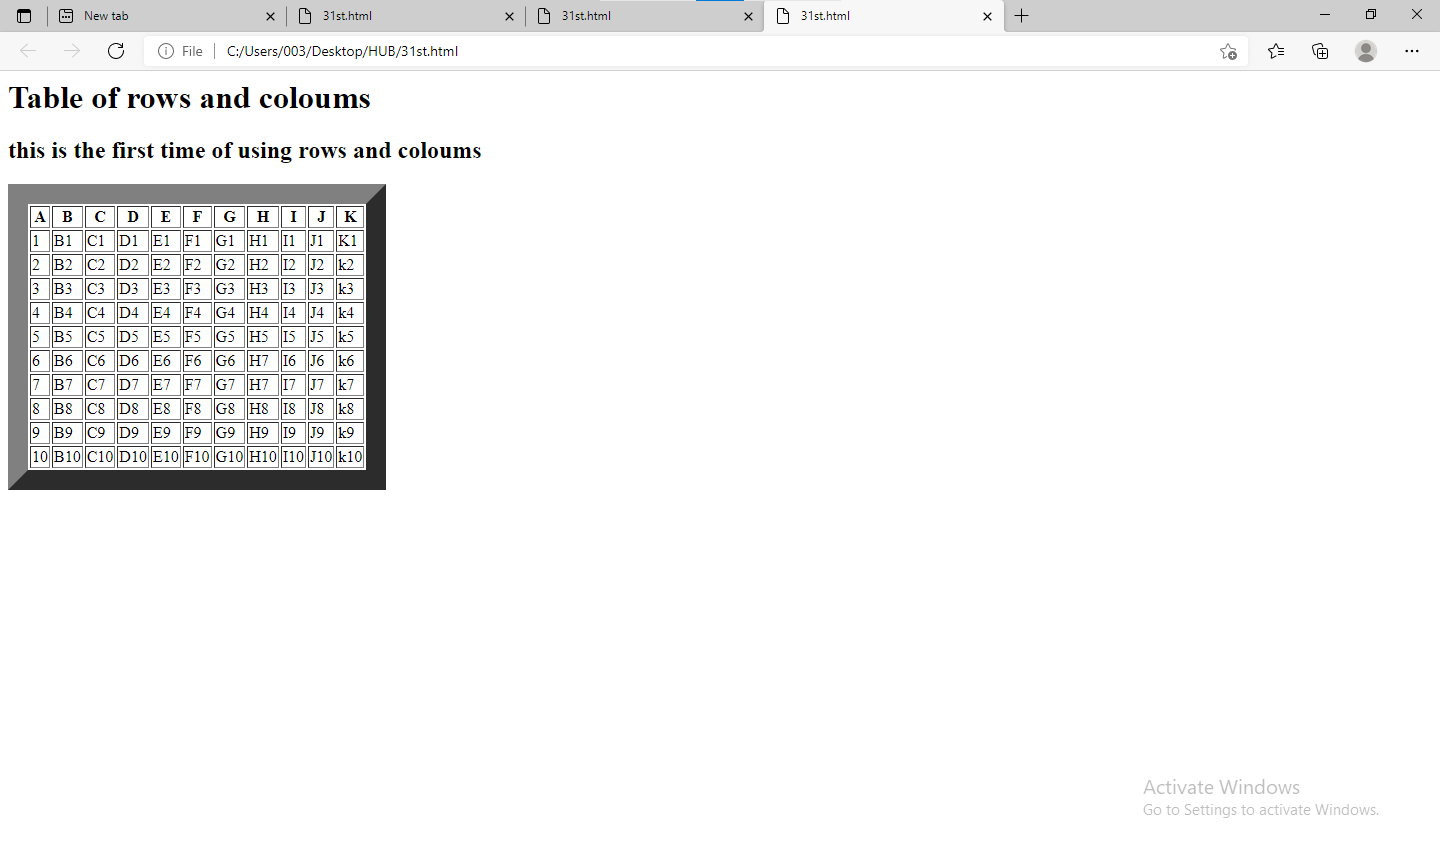 New tab 31st.html 31st.html 31st.html
File C:/Users/003/Desktop/HUB/31st.html
Table of rows and coloums
this is the first time of using rows and coloums
A B C D E F G H I J K
1 B1 C1 D1 E1 F1 G1 H1 I1 J1 K1
2 B2 C2 D2 E2 F2 G2 H2 I2 J2 k2
3 B3 C3 D3 E3 F3 G3 H3 I3 J3 k3
4 B4 C4 D4 E4 F4 G4 H4 I4 J4 k4
5 B5 C5 D5 E5 F5 G5 H5 I5 J5 k5
6 B6 C6 D6 E6 F6 G6 H7 I6 J6 k6
7 B7 C7 D7 E7 F7 G7 H7 I7 J7 k7
8 B8 C8 D8 E8 F8 G8 H8 I8 J8 k8
9 B9 C9 D9 E9 F9 G9 H9 I9 J9 k9
10 B10 C10 D10 E10 F10 G10 H10 I10 J10 k10
Activate Windows
Go to Settings to activate Windows.